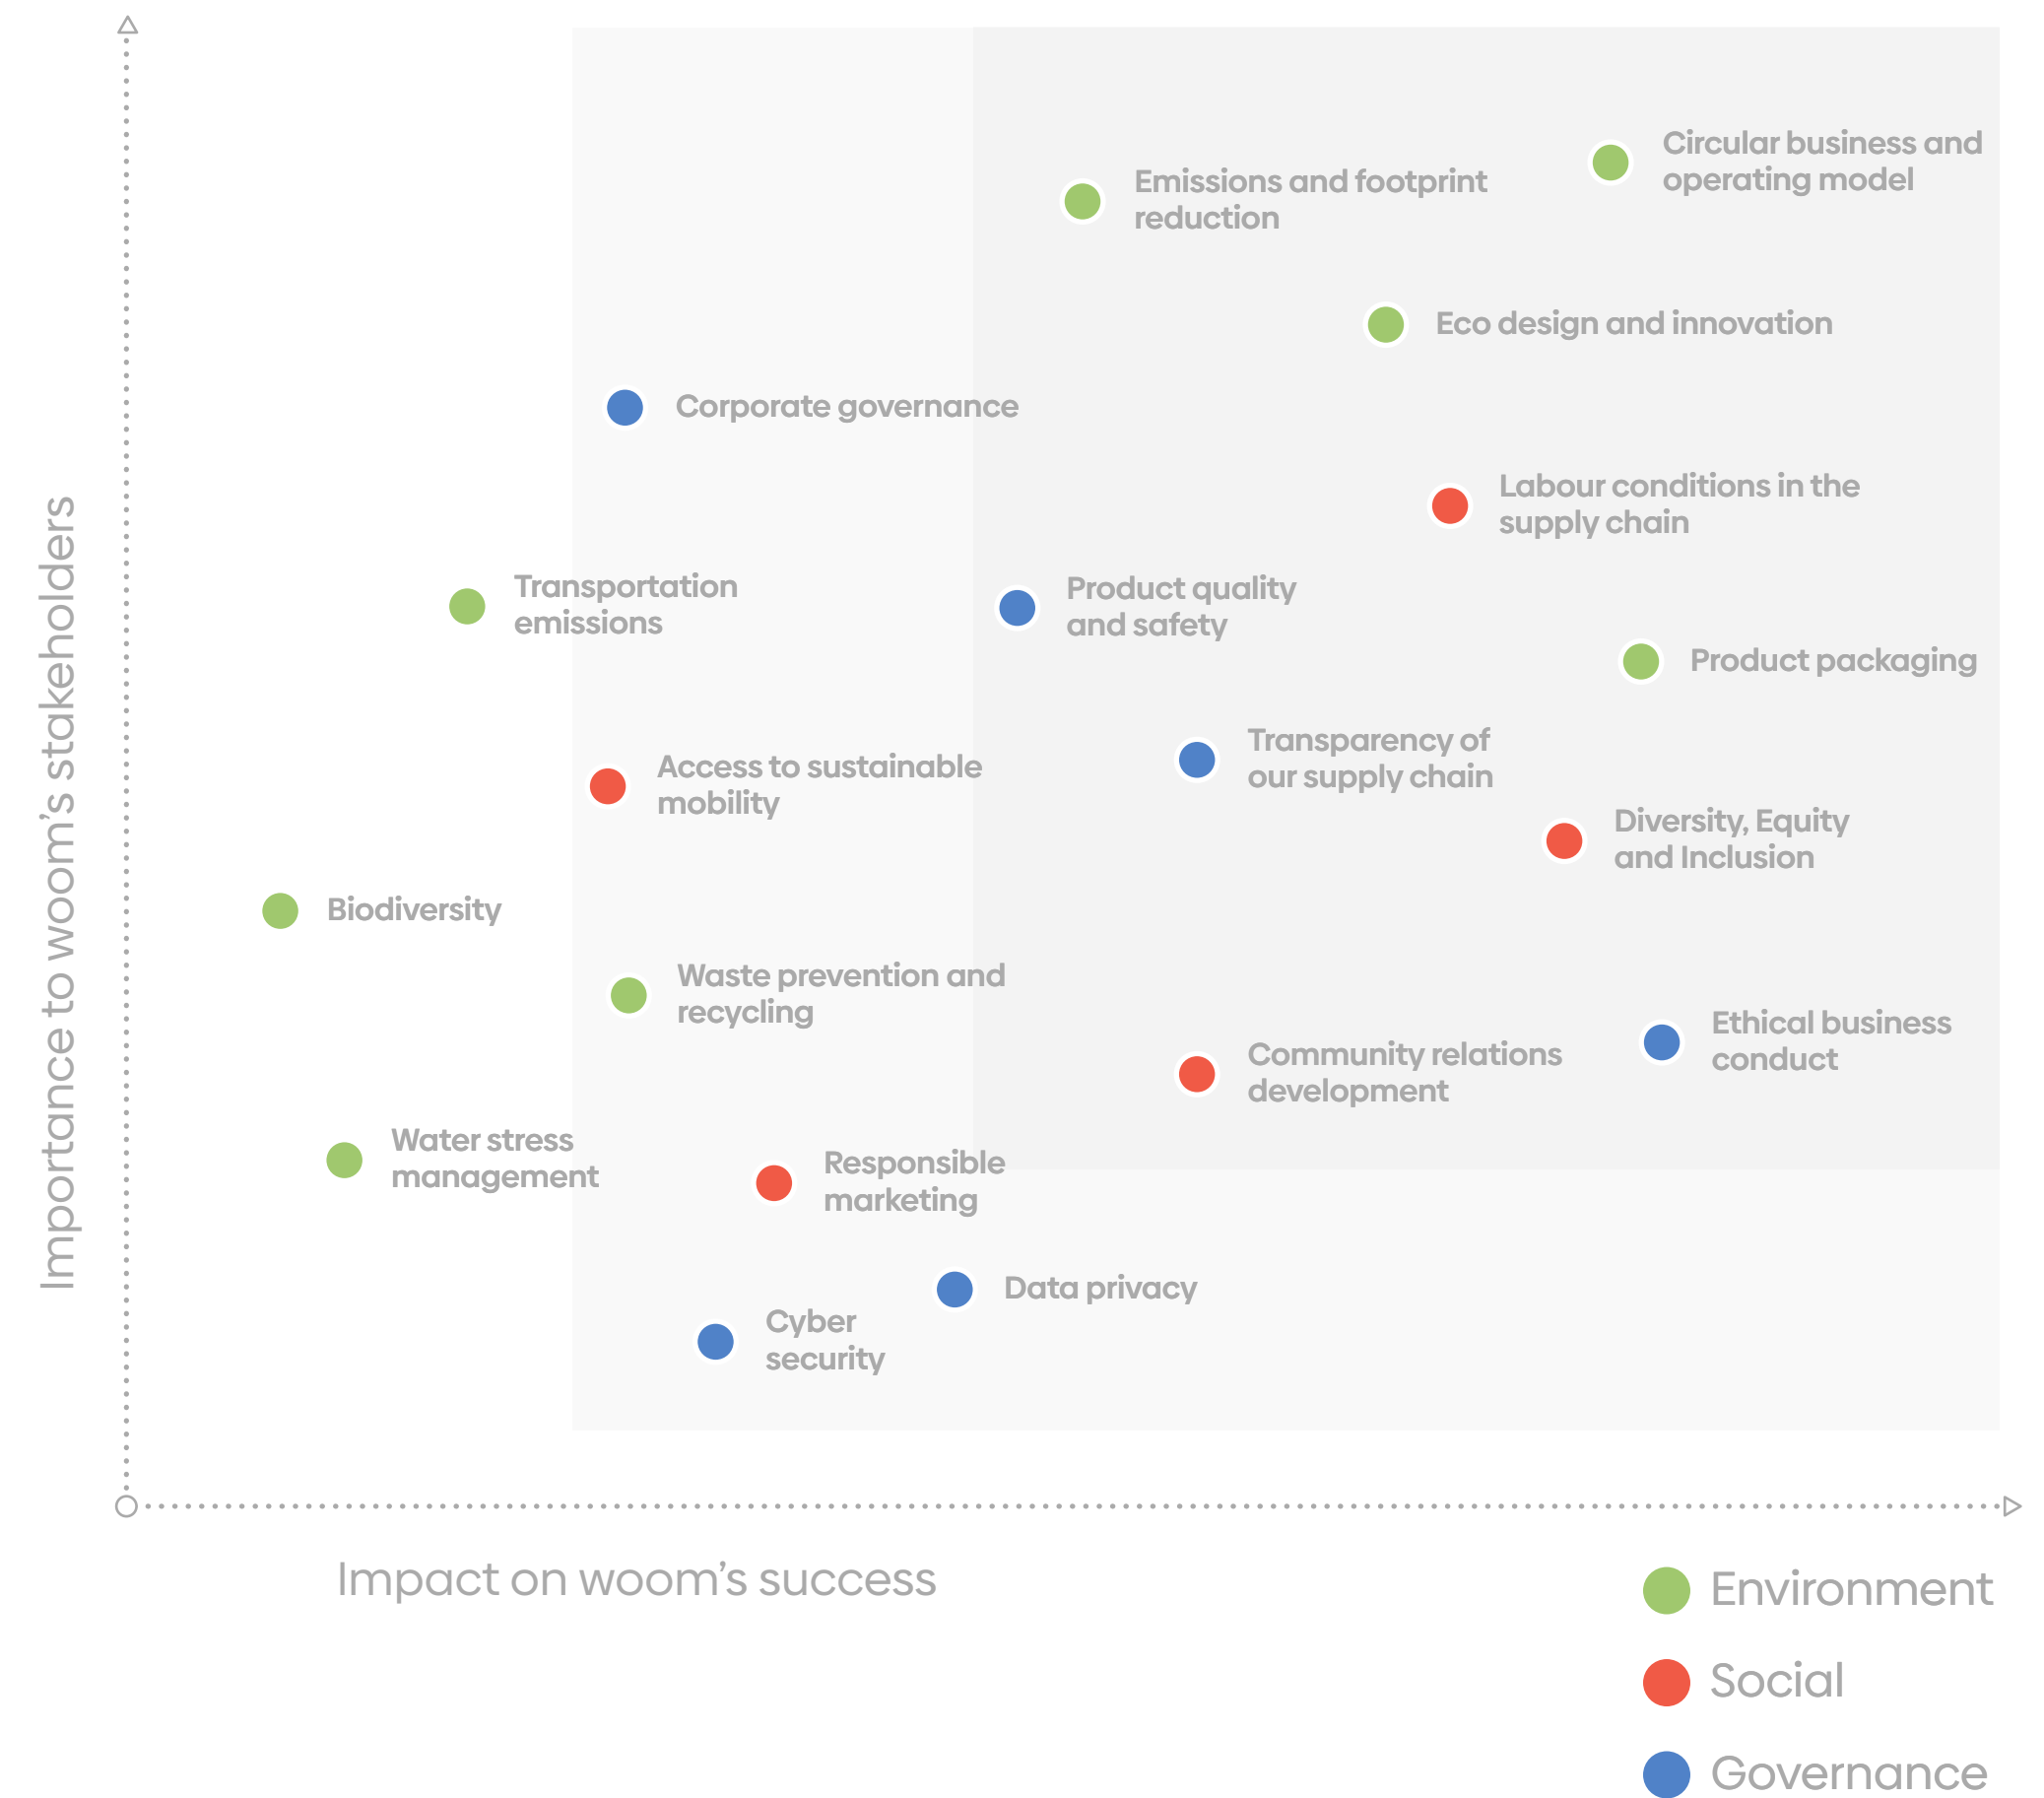 Circular business and
operating model
Emissions and footprint
reduction
Eco design and innovation
Corporate governance
Labour conditions in the
supply chain
Transportation
emissions
Product quality
and safety
Product packaging
Transparency of
our supply chain
Access to sustainable
mobility
Diversity, Equity
and Inclusion
Biodiversity
Waste prevention and
recycling
Ethical business
conduct
Community relations
development
Water stress
management
Responsible
marketing
Data privacy
Cyber
security
Importance to woom’s stakeholders
Impact on woom’s success
Environment
Social
Governance